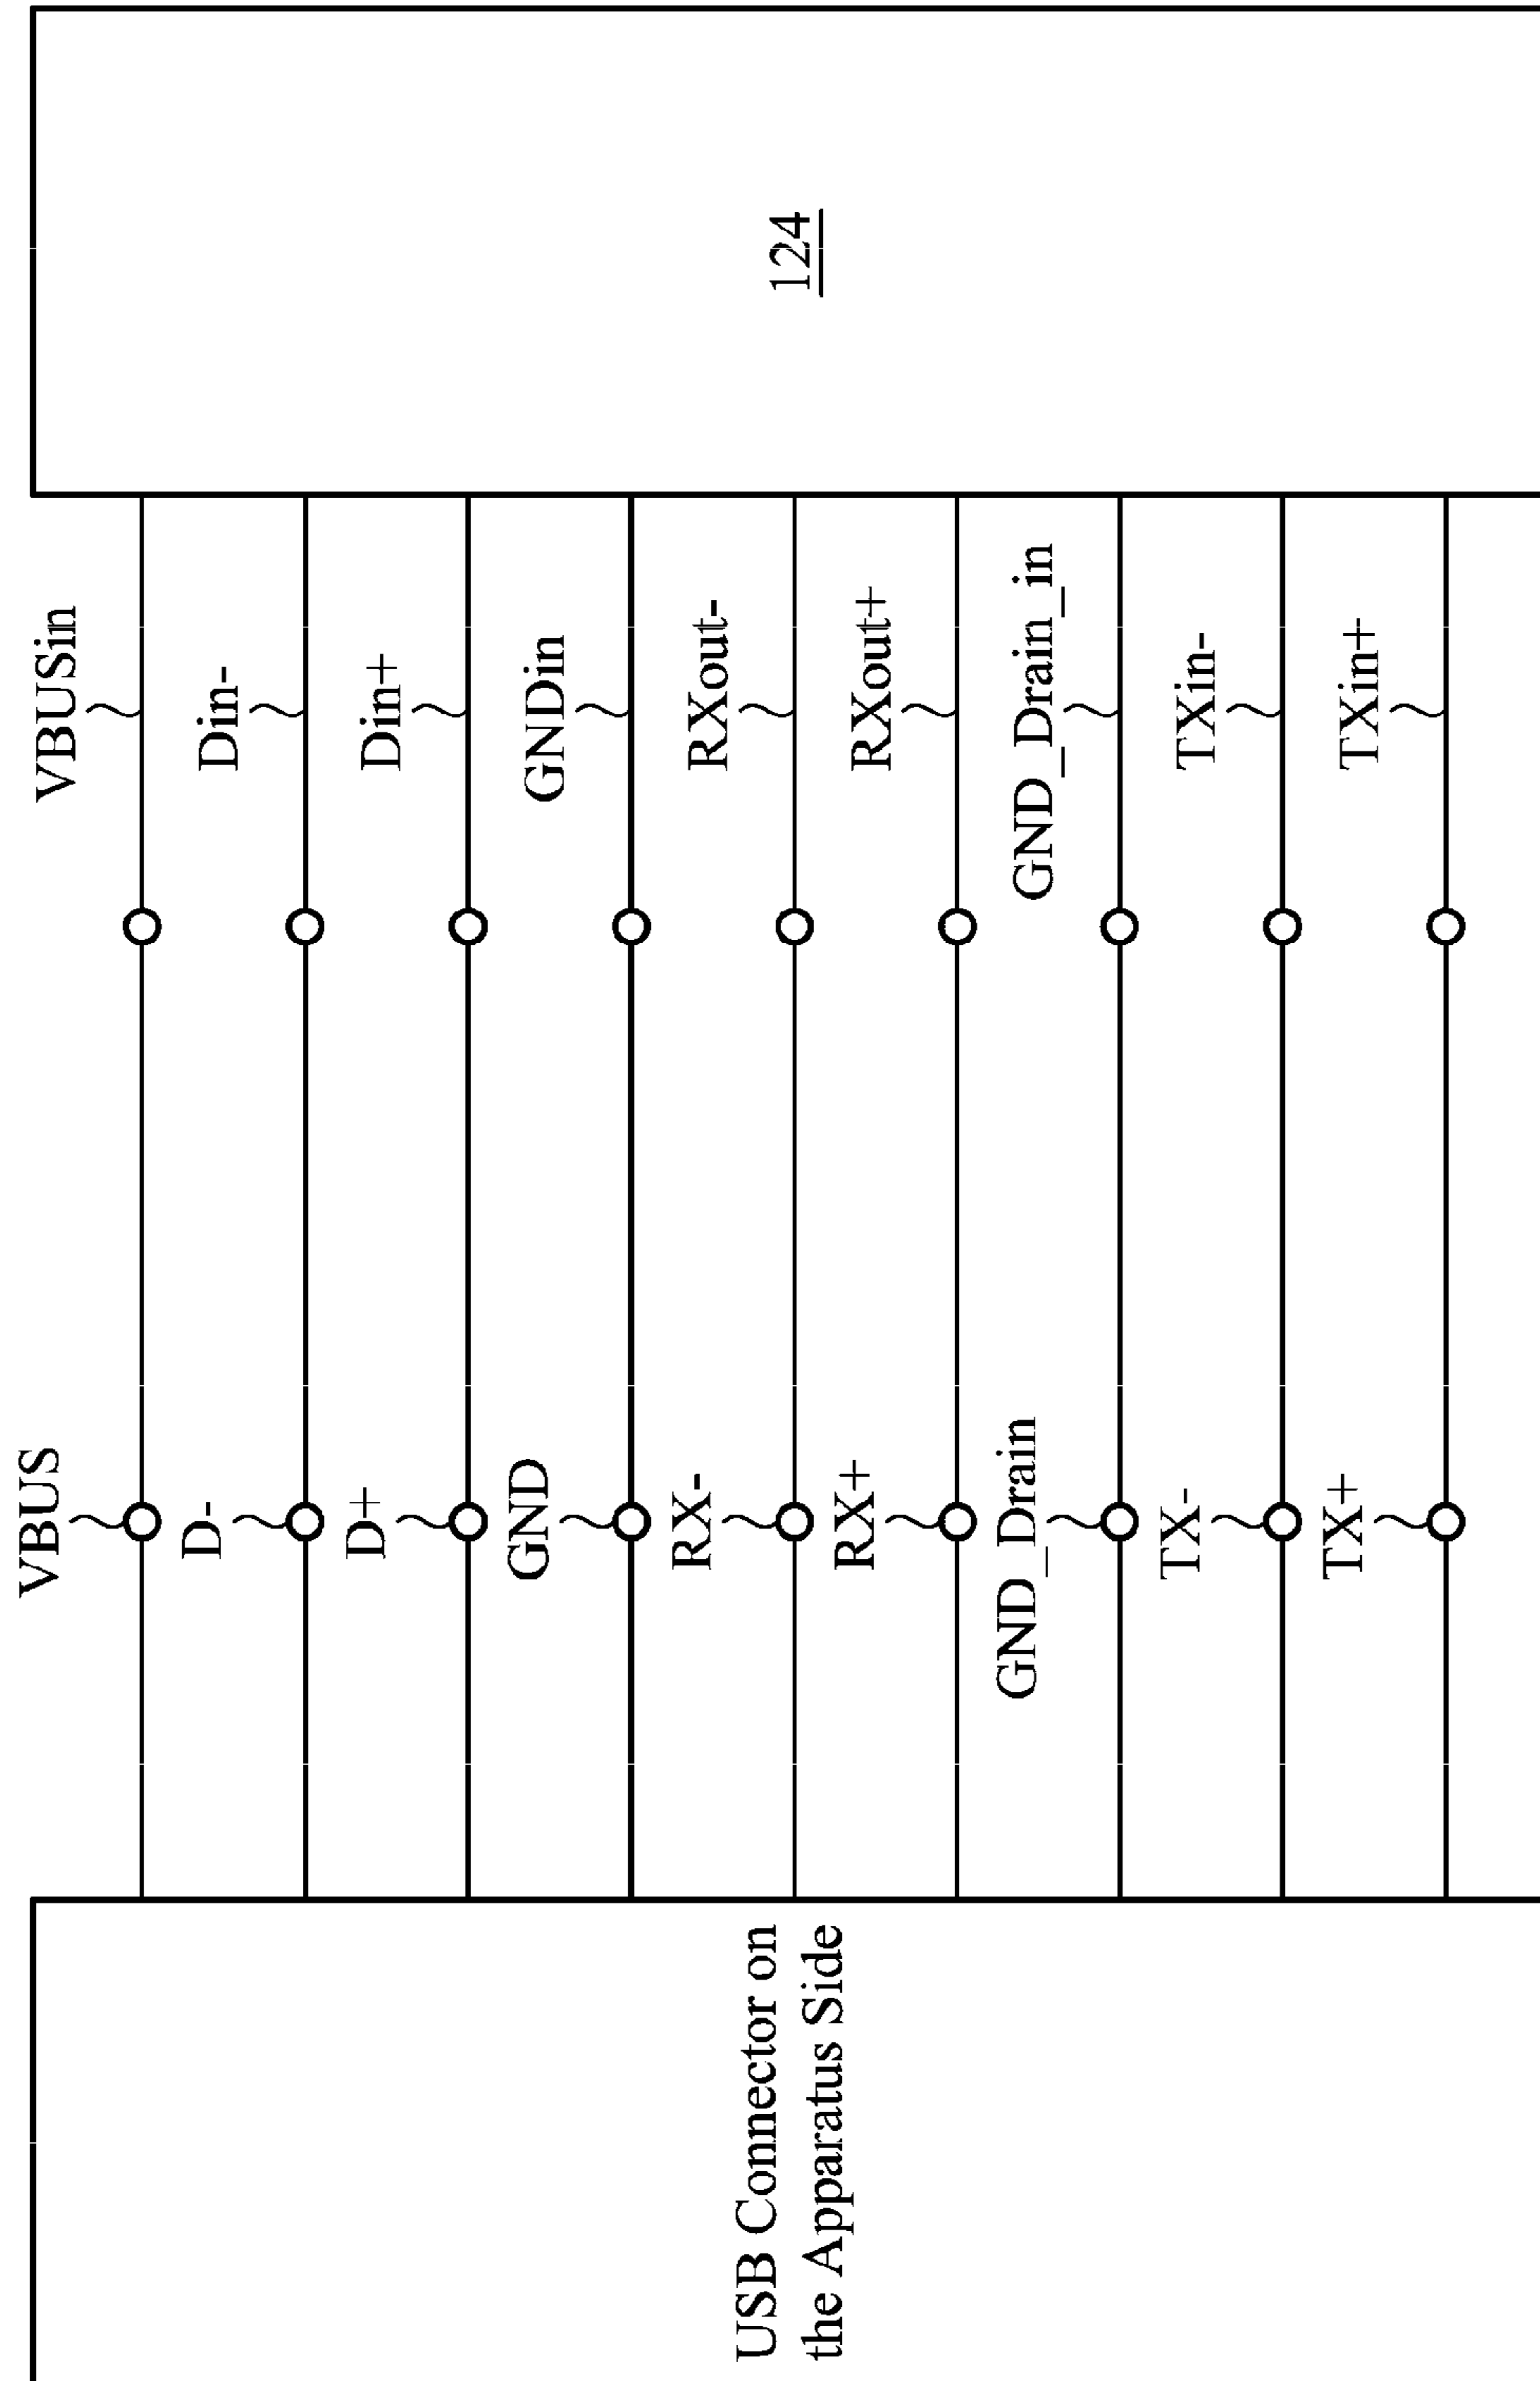 USB Connector on
the Apparatus Side
VBUS
D-
D+
GND
RX-
RX+
GND_Drain
TX-
TX+
VBUSin
Din-
Din+
GNDin
RXout-
RXout+
GND_Drain_in
TXin-
TXin+
124